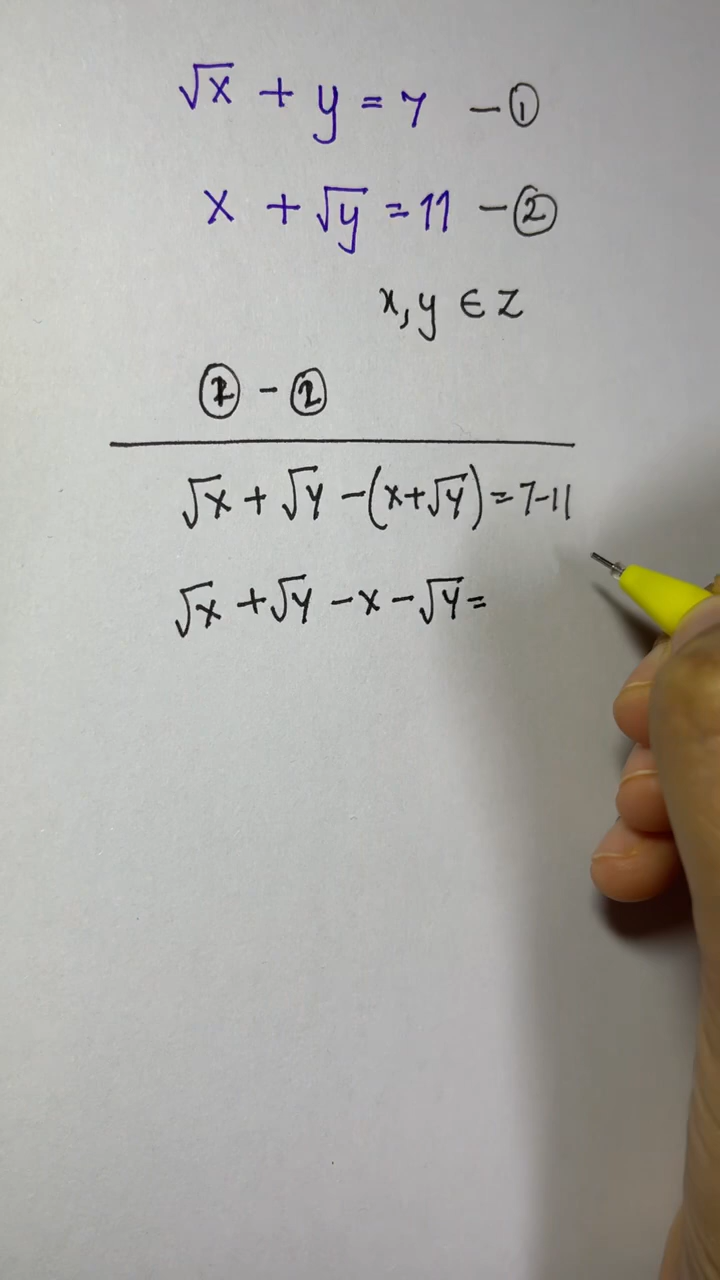 √x + y = 7 - ①
x + √y = 11 - ②
x, y ∈ Z
① - ②
√x + √y - (x+√y) = 7-11
√x + √y - x - √y =